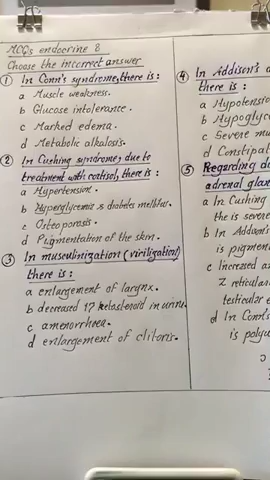 MCQs endocrine 8
Choose the incorrect answer
① In Conn's syndrome, there is :
a Muscle weakness.
b Glucose intolerance.
c Marked edema.
d Metabolic alkalosis.
② In Cushing syndrome, due to
treatment with cortisol, there is :
a Hypertension.
b Hyperglycemia & diabetes mellitus.
c Osteoporosis.
d Pigmentation of the skin.
③ In musculinization (virilization)
there is :
a enlargement of larynx.
b decreased 17 ketosteroid in urine.
c amenorrhea.
d enlargement of clitoris.
④ In Addison's
there is :
a Hypotensio
b Hypoglyc
c Severe mu
d Constipat
⑤ Regarding
adrenal glan
a In Cushing
the is severe
b In Addison's
is pigmen
c Increased
Z reticular
testicular
d In Conn's
is polyu